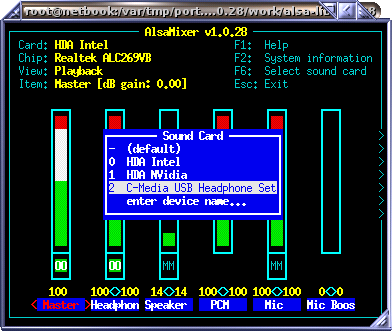 root@netbook:/var/tmp/port....0.28/work/alsa-
AlsaMixer v1.0.28
Card: HDA Intel F1: Help
Chip: Realtek ALC269VB F2: System information
View: Playback F6: Select sound card
Item: Master [dB gain: 0.00] Esc: Exit
Sound Card
- (default)
0 HDA Intel
1 HDA NVidia
2 C-Media USB Headphone Set
enter device name...
OO OO MM MM
100 100<>100 14<>14 100<>100 100<>100 0<>0
< Master > Headphon Speaker PCM Mic Mic Boos